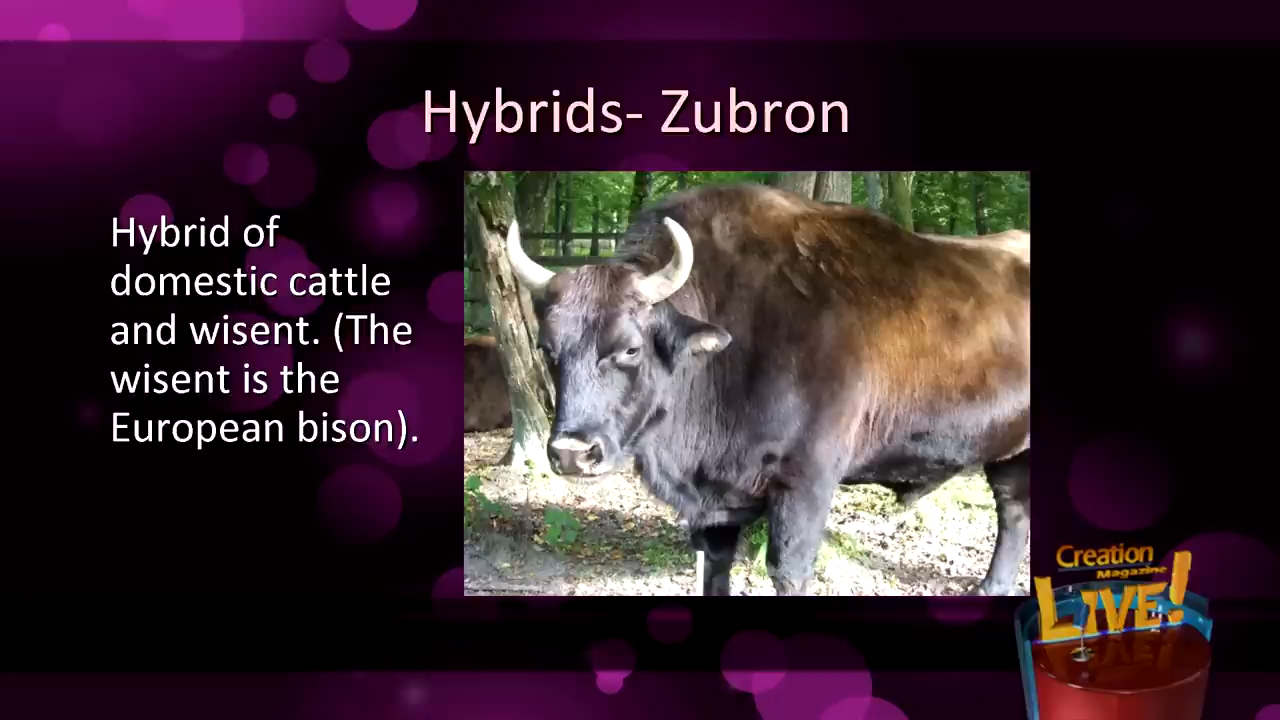 Hybrids- Zubron
Hybrid of
domestic cattle
and wisent. (The
wisent is the
European bison).
Creation
Magazine
LIVE!